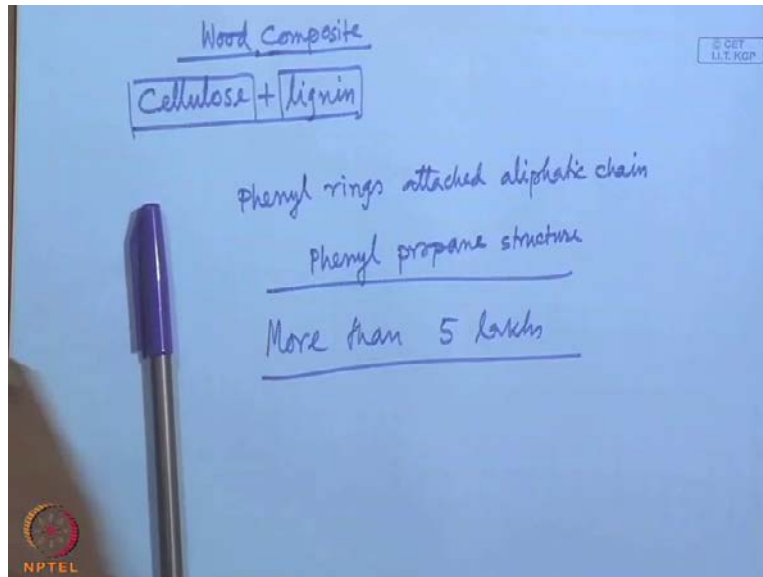 Wood Composite
© CET
I.I.T. KGP
Cellulose + lignin
Phenyl rings attached aliphatic chain
Phenyl propane structure
More than 5 lakhs
NPTEL